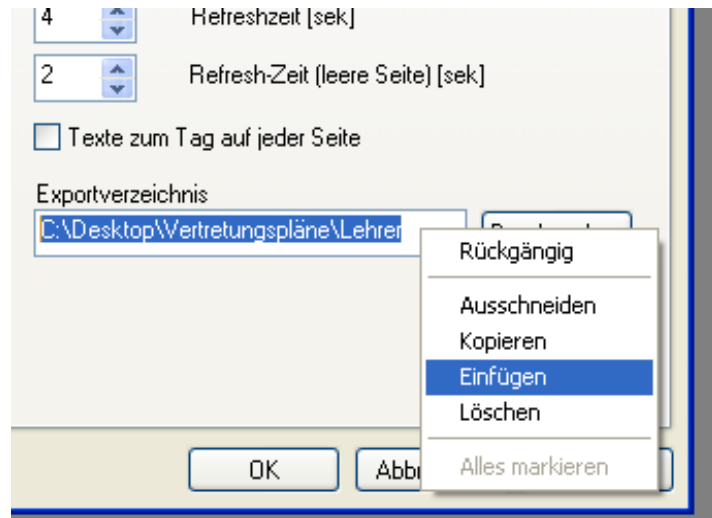 4 Refreshzeit [sek]
2 Refresh-Zeit (leere Seite) [sek]
Texte zum Tag auf jeder Seite
Exportverzeichnis
C:\Desktop\Vertretungspläne\Lehrer
Rückgängig
Ausschneiden
Kopieren
Einfügen
Löschen
Alles markieren
OK